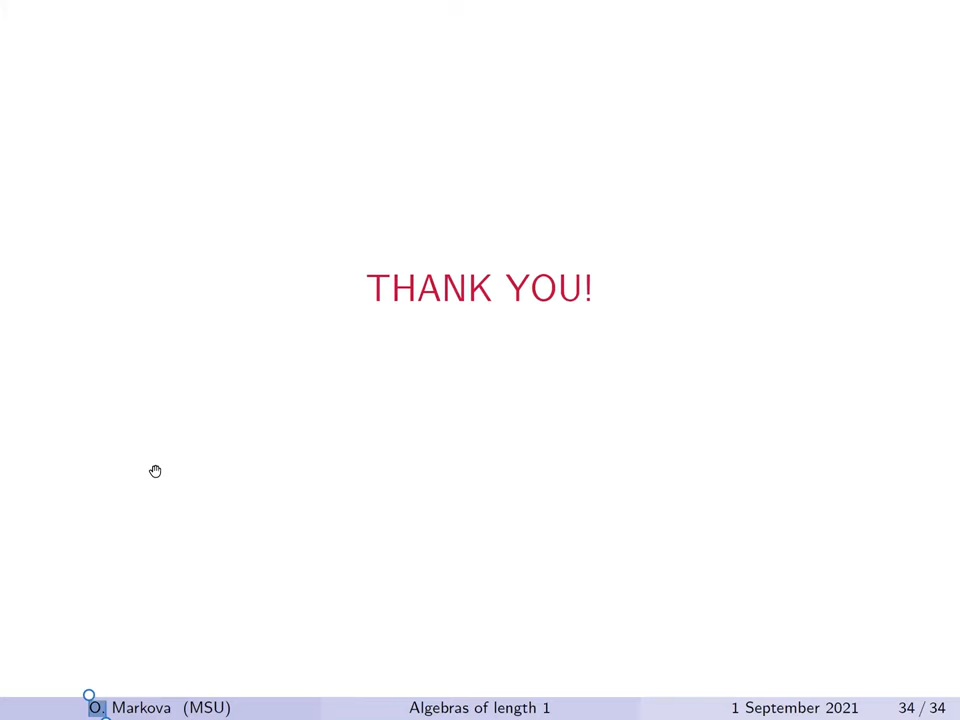 THANK YOU!
O. Markova (MSU) Algebras of length 1 1 September 2021 34 / 34